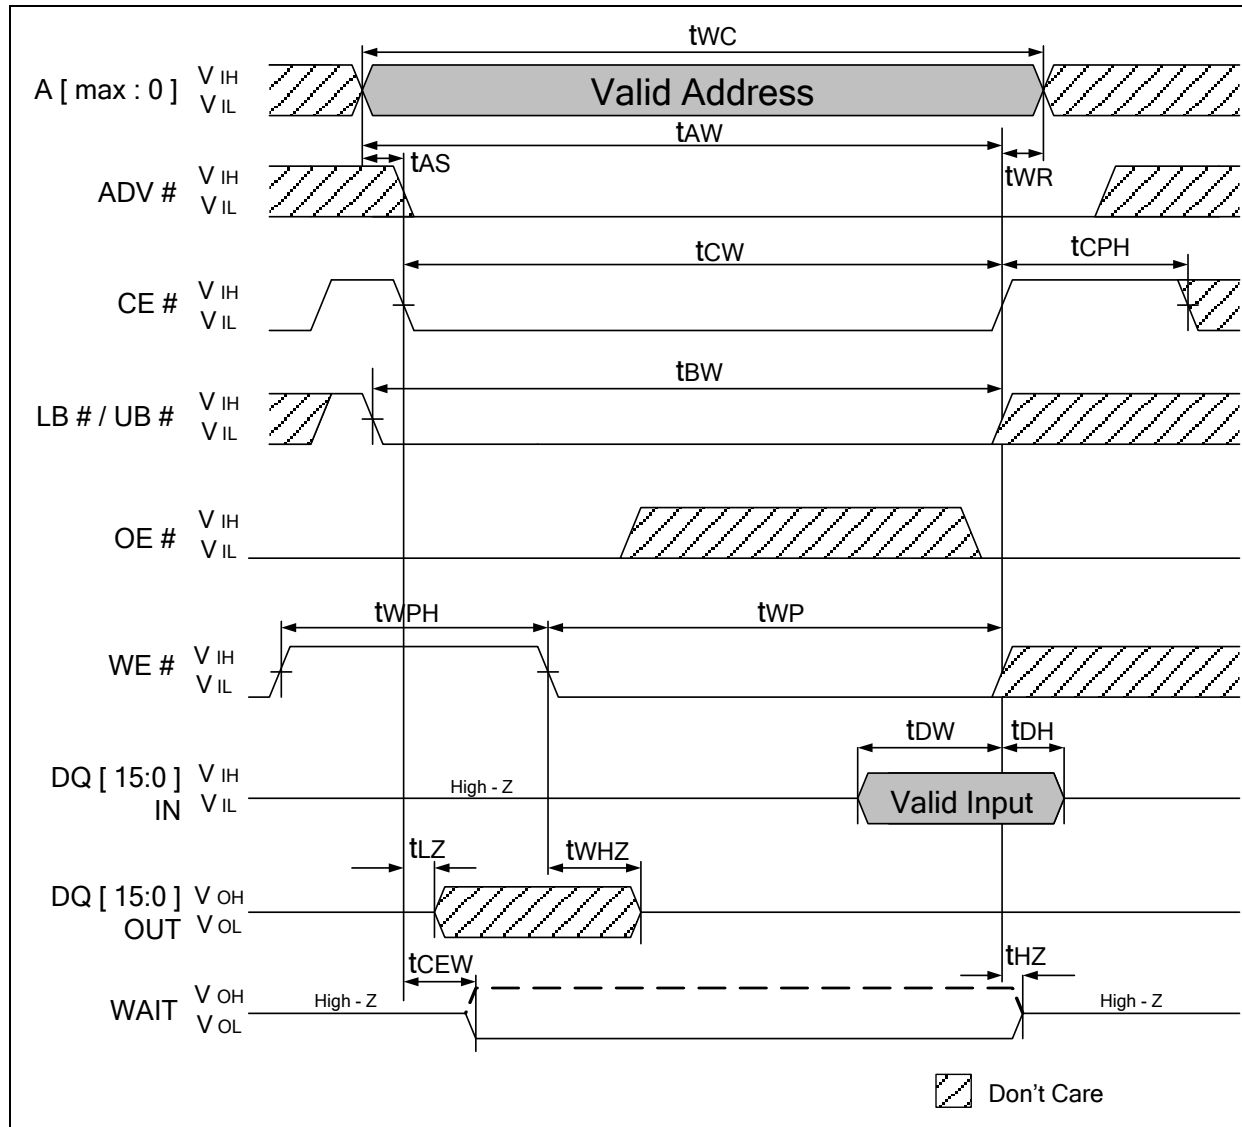 tWC
A [ max : 0 ] V IH
V IL
Valid Address
tAW
tAS
tWR
ADV # V IH
V IL
tCW
tCPH
CE # V IH
V IL
tBW
LB # / UB # V IH
V IL
OE # V IH
V IL
tWPH
tWP
WE # V IH
V IL
tDW
tDH
DQ [ 15:0 ] V IH
IN V IL
High - Z
Valid Input
tLZ
tWHZ
DQ [ 15:0 ] V OH
OUT V OL
tCEW
tHZ
WAIT V OH
V OL
High - Z
High - Z
Don't Care